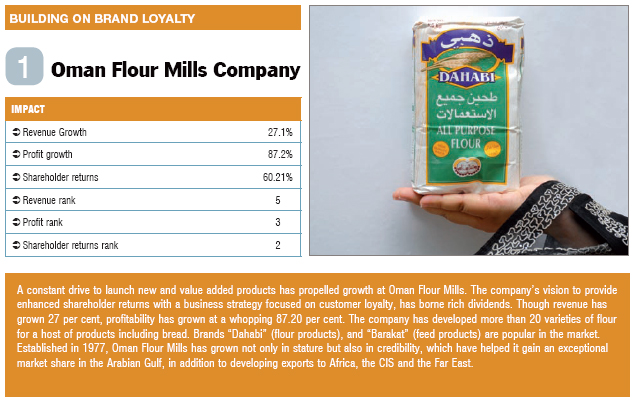 BUILDING ON BRAND LOYALTY
1 Oman Flour Mills Company
IMPACT
Revenue Growth 27.1%
Profit growth 87.2%
Shareholder returns 60.21%
Revenue rank 5
Profit rank 3
Shareholder returns rank 2
ذهبي
DAHABI
طحين جميع
الاستعمالات
ALL PURPOSE
FLOUR
A constant drive to launch new and value added products has propelled growth at Oman Flour Mills. The company's vision to provide
enhanced shareholder returns with a business strategy focused on customer loyalty, has borne rich dividends. Though revenue has
grown 27 per cent, profitability has grown at a whopping 87.20 per cent. The company has developed more than 20 varieties of flour
for a host of products including bread. Brands “Dahabi” (flour products), and “Barakat” (feed products) are popular in the market.
Established in 1977, Oman Flour Mills has grown not only in stature but also in credibility, which have helped it gain an exceptional
market share in the Arabian Gulf, in addition to developing exports to Africa, the CIS and the Far East.